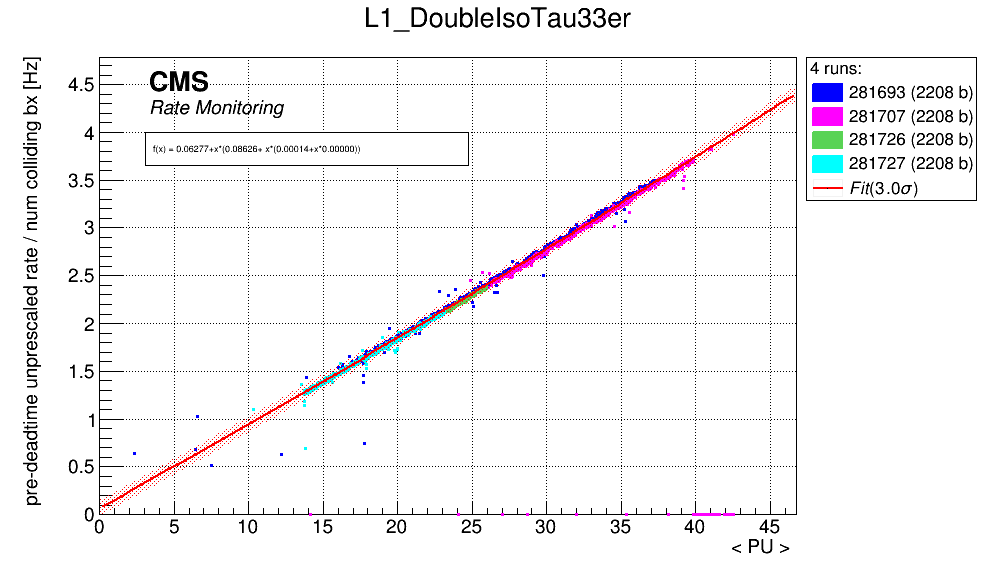 L1_DoubleIsoTau33er
pre-deadtime unprescaled rate / num colliding bx [Hz]
CMS
Rate Monitoring
f(x) = 0.06277+x*(0.08626+ x*(0.00014+x*0.00000))
4 runs:
281693 (2208 b)
281707 (2208 b)
281726 (2208 b)
281727 (2208 b)
Fit(3.0σ)
4.5
4
3.5
3
2.5
2
1.5
1
0.5
0
0 5 10 15 20 25 30 35 40 45
< PU >